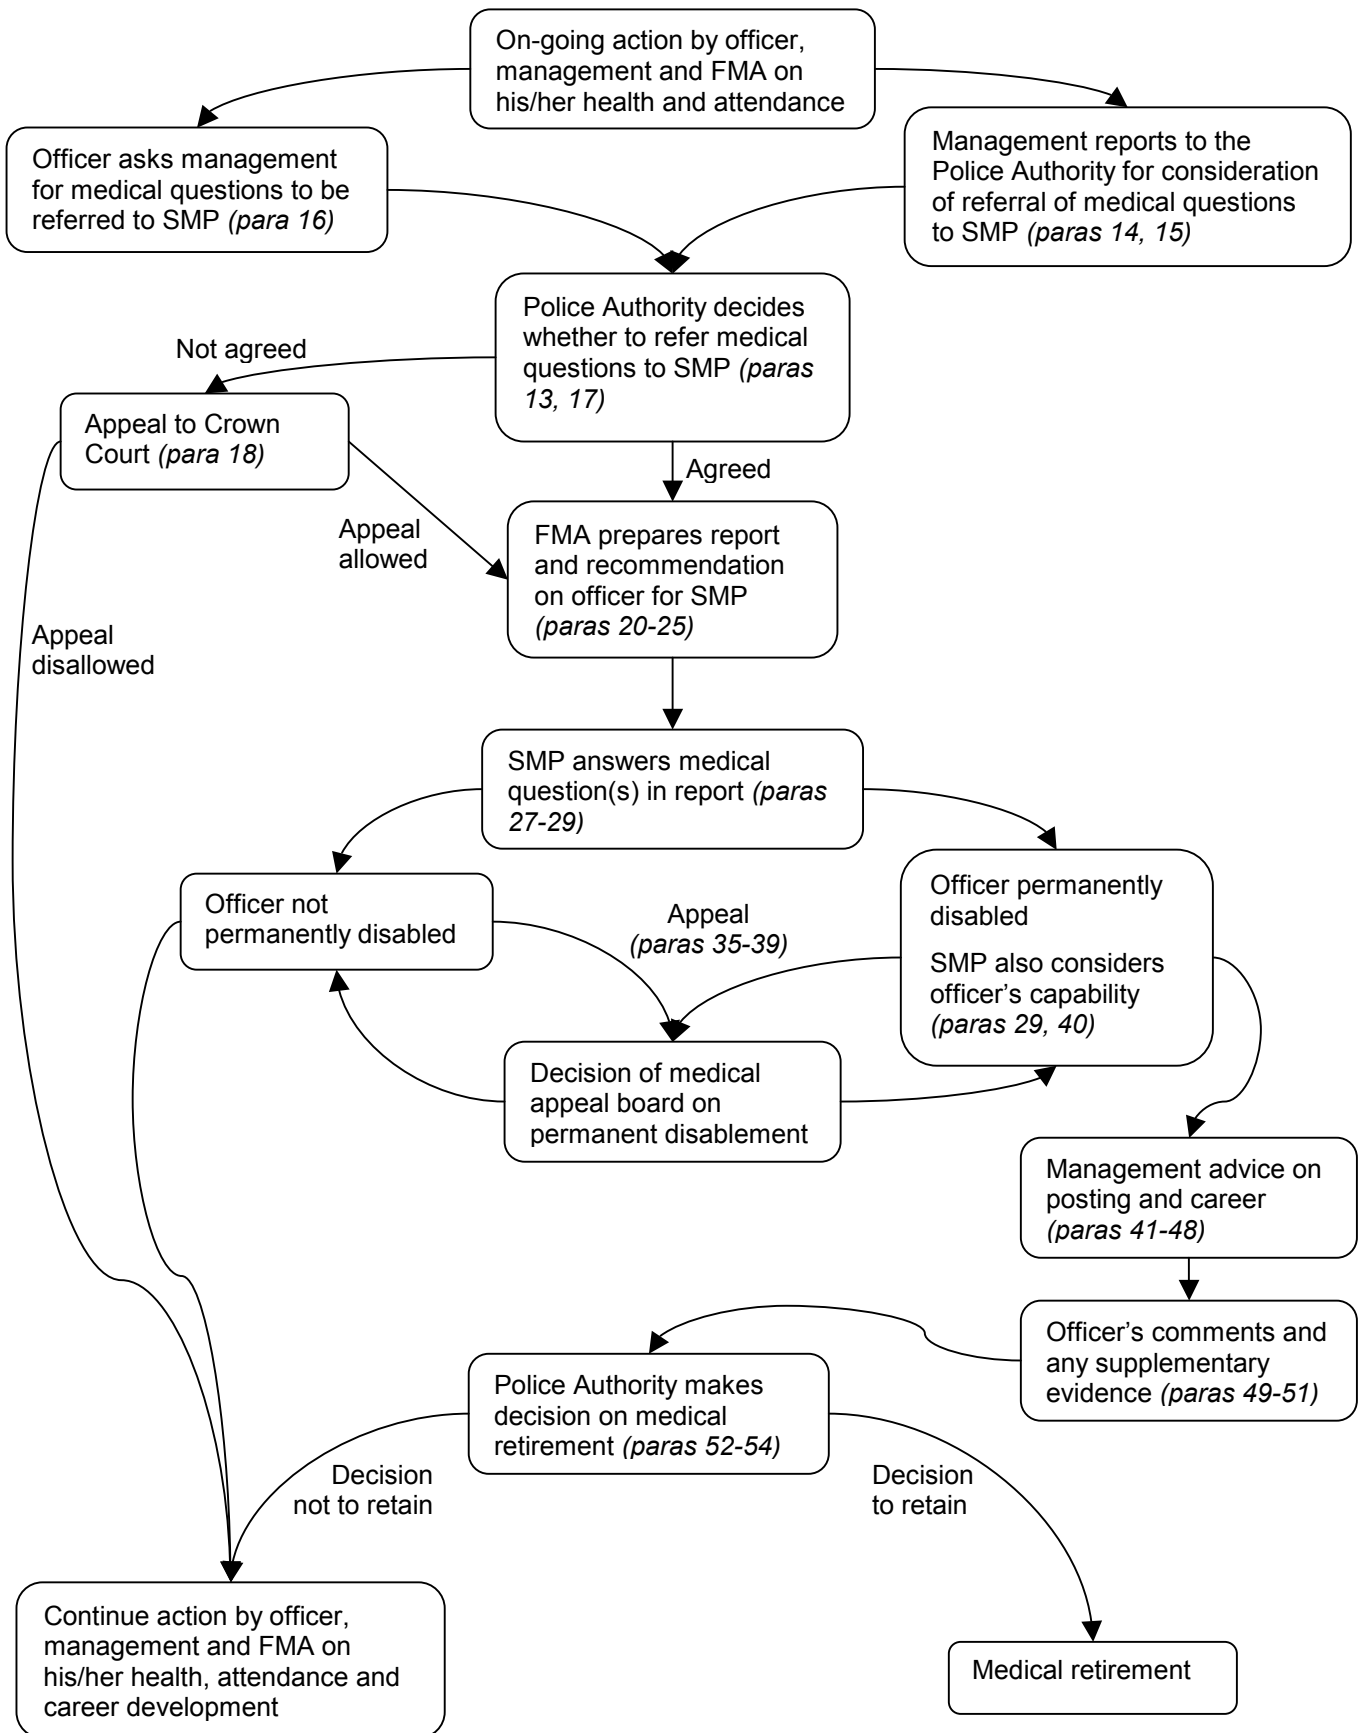 On-going action by officer,
management and FMA on
his/her health and attendance
Officer asks management
for medical questions to be
referred to SMP (para 16)
Management reports to the
Police Authority for consideration
of referral of medical questions
to SMP (paras 14, 15)
Police Authority decides
whether to refer medical
questions to SMP (paras
13, 17)
Not agreed
Appeal to Crown
Court (para 18)
Agreed
Appeal
allowed
FMA prepares report
and recommendation
on officer for SMP
(paras 20-25)
Appeal
disallowed
SMP answers medical
question(s) in report (paras
27-29)
Officer not
permanently disabled
Appeal
(paras 35-39)
Officer permanently
disabled
SMP also considers
officer's capability
(paras 29, 40)
Decision of medical
appeal board on
permanent disablement
Management advice on
posting and career
(paras 41-48)
Officer's comments and
any supplementary
evidence (paras 49-51)
Police Authority makes
decision on medical
retirement (paras 52-54)
Decision
not to retain
Decision
to retain
Continue action by officer,
management and FMA on
his/her health, attendance and
career development
Medical retirement